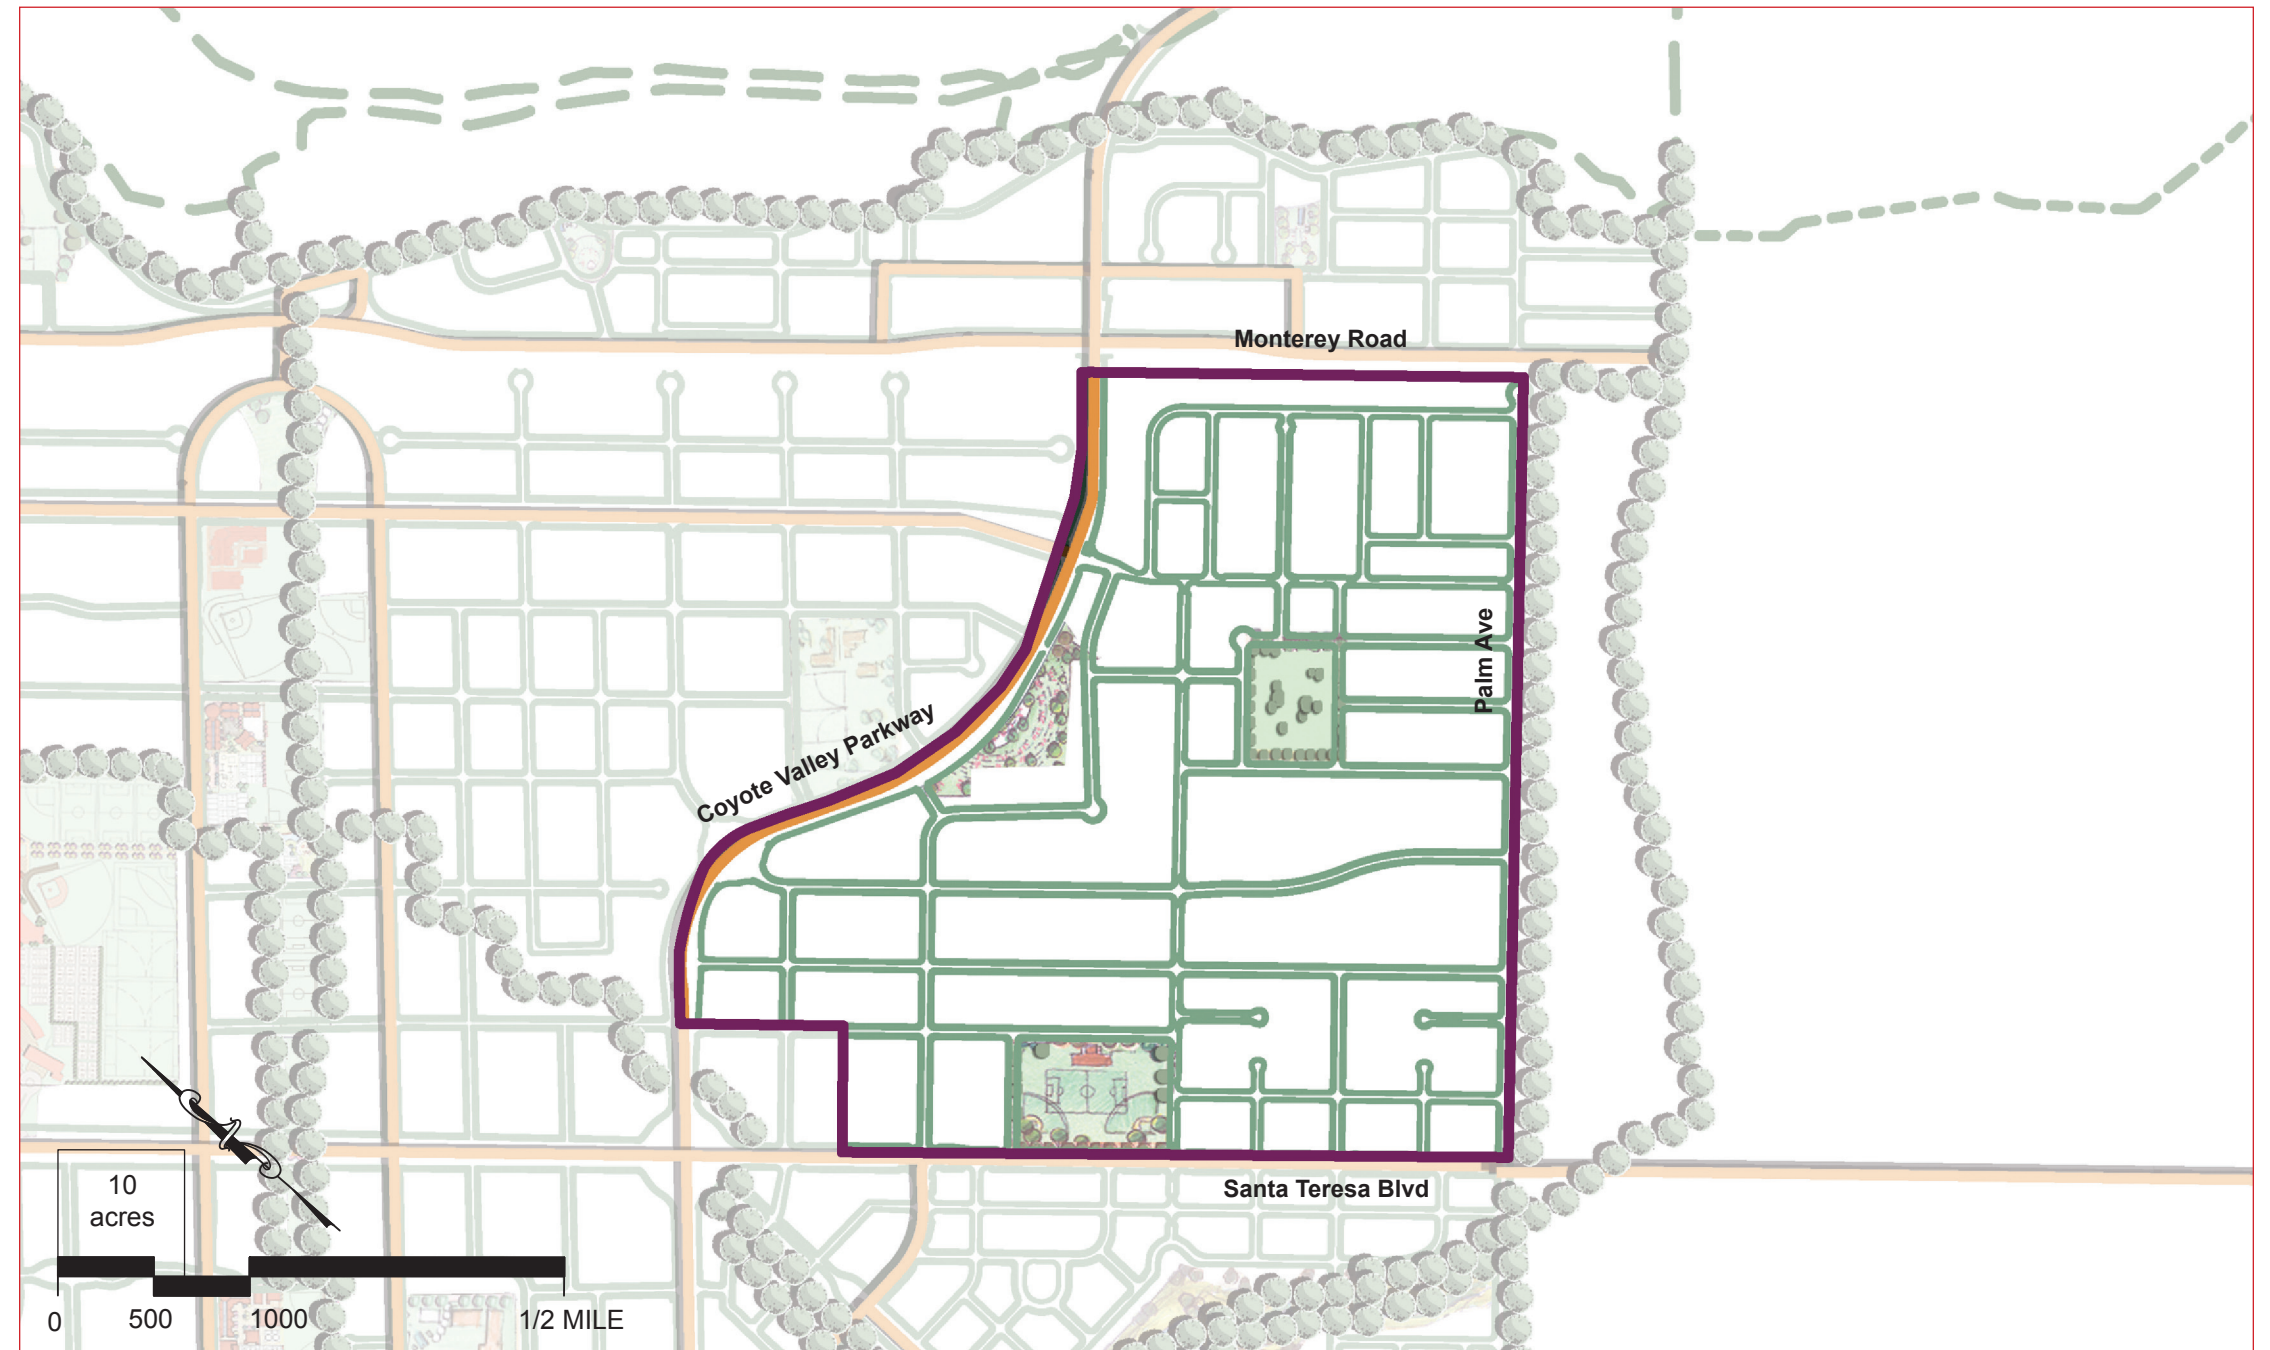 Monterey Road
Palm Ave
Coyote Valley Parkway
Santa Teresa Blvd
10
acres
0
500
1000
1/2 MILE